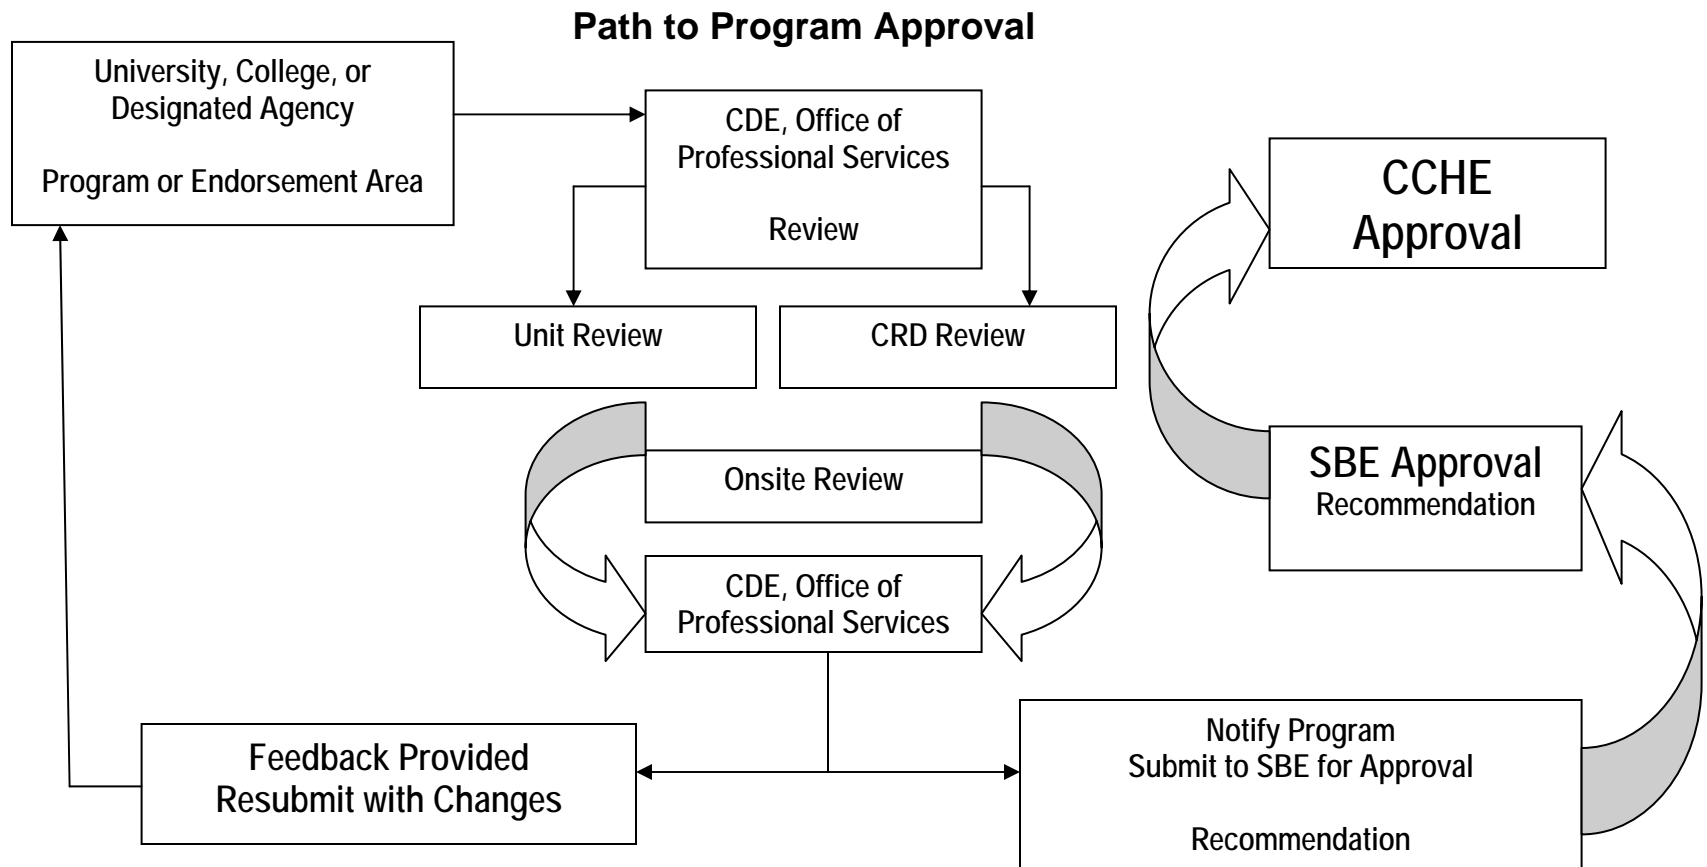 Path to Program Approval
University, College, or
Designated Agency
Program or Endorsement Area
CDE, Office of
Professional Services
Review
CCHE
Approval
Unit Review
CRD Review
Onsite Review
SBE Approval
Recommendation
CDE, Office of
Professional Services
Feedback Provided
Resubmit with Changes
Notify Program
Submit to SBE for Approval
Recommendation